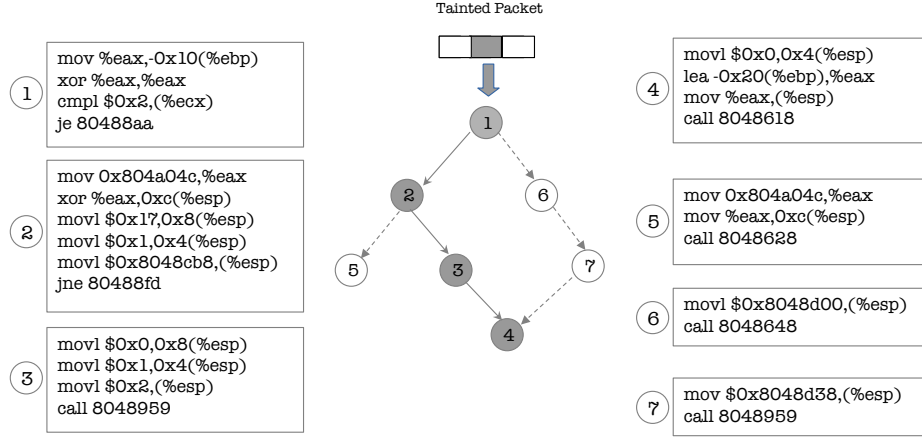 Tainted Packet
1
mov %eax,-0x10(%ebp)
xor %eax,%eax
cmpl $0x2,(%ecx)
je 80488aa
2
mov 0x804a04c,%eax
xor %eax,0xc(%esp)
movl $0x17,0x8(%esp)
movl $0x1,0x4(%esp)
movl $0x8048cb8,(%esp)
jne 80488fd
3
movl $0x0,0x8(%esp)
movl $0x1,0x4(%esp)
movl $0x2,(%esp)
call 8048959
1
2
6
5
3
7
4
4
movl $0x0,0x4(%esp)
lea -0x20(%ebp),%eax
mov %eax,(%esp)
call 8048618
5
mov 0x804a04c,%eax
mov %eax,0xc(%esp)
call 8048628
6
movl $0x8048d00,(%esp)
call 8048648
7
mov $0x8048d38,(%esp)
call 8048959